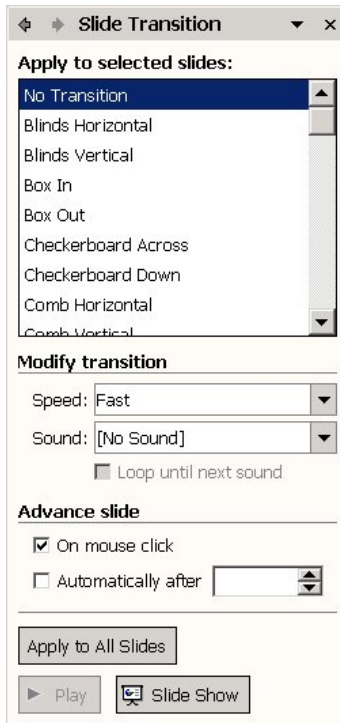 Slide Transition
Apply to selected slides:
No Transition
Blinds Horizontal
Blinds Vertical
Box In
Box Out
Checkerboard Across
Checkerboard Down
Comb Horizontal
Comb Vertical
Modify transition
Speed: Fast
Sound: [No Sound]
Loop until next sound
Advance slide
On mouse click
Automatically after
Apply to All Slides
Play Slide Show